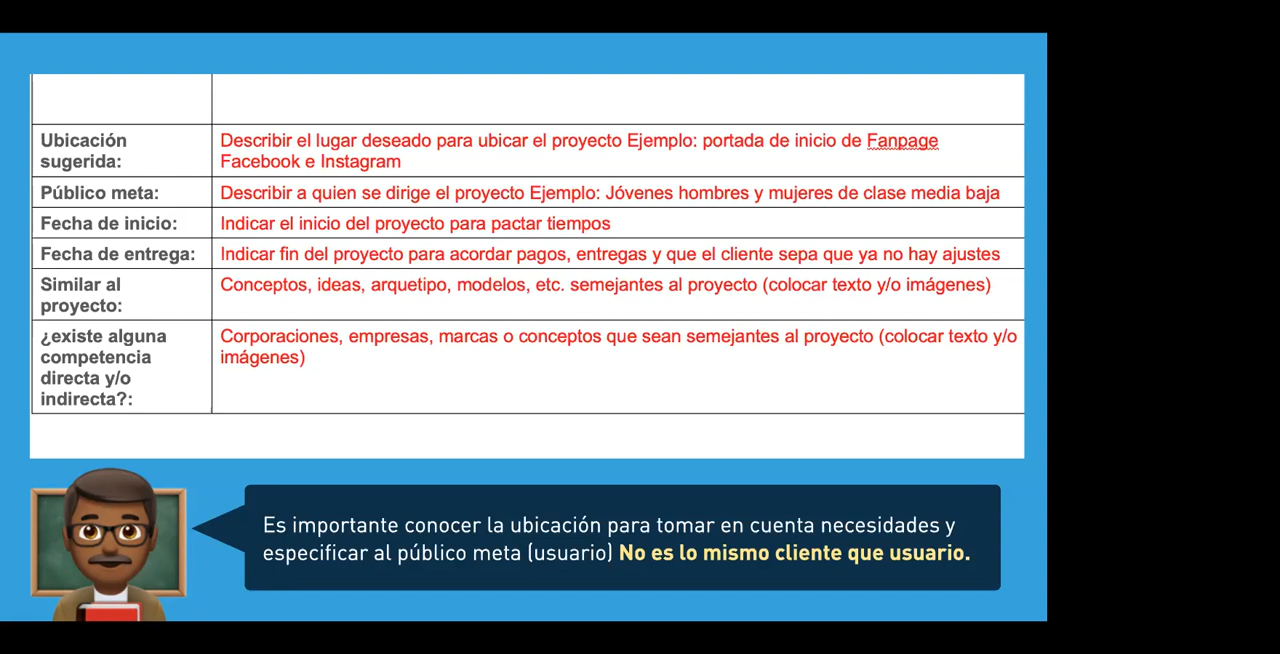 Ubicación
sugerida:
Describir el lugar deseado para ubicar el proyecto Ejemplo: portada de inicio de Fanpage
Facebook e Instagram
Público meta:
Describir a quien se dirige el proyecto Ejemplo: Jóvenes hombres y mujeres de clase media baja
Fecha de inicio:
Indicar el inicio del proyecto para pactar tiempos
Fecha de entrega:
Indicar fin del proyecto para acordar pagos, entregas y que el cliente sepa que ya no hay ajustes
Similar al
proyecto:
Conceptos, ideas, arquetipo, modelos, etc. semejantes al proyecto (colocar texto y/o imágenes)
¿existe alguna
competencia
directa y/o
indirecta?:
Corporaciones, empresas, marcas o conceptos que sean semejantes al proyecto (colocar texto y/o
imágenes)
Es importante conocer la ubicación para tomar en cuenta necesidades y
especificar al público meta (usuario) No es lo mismo cliente que usuario.